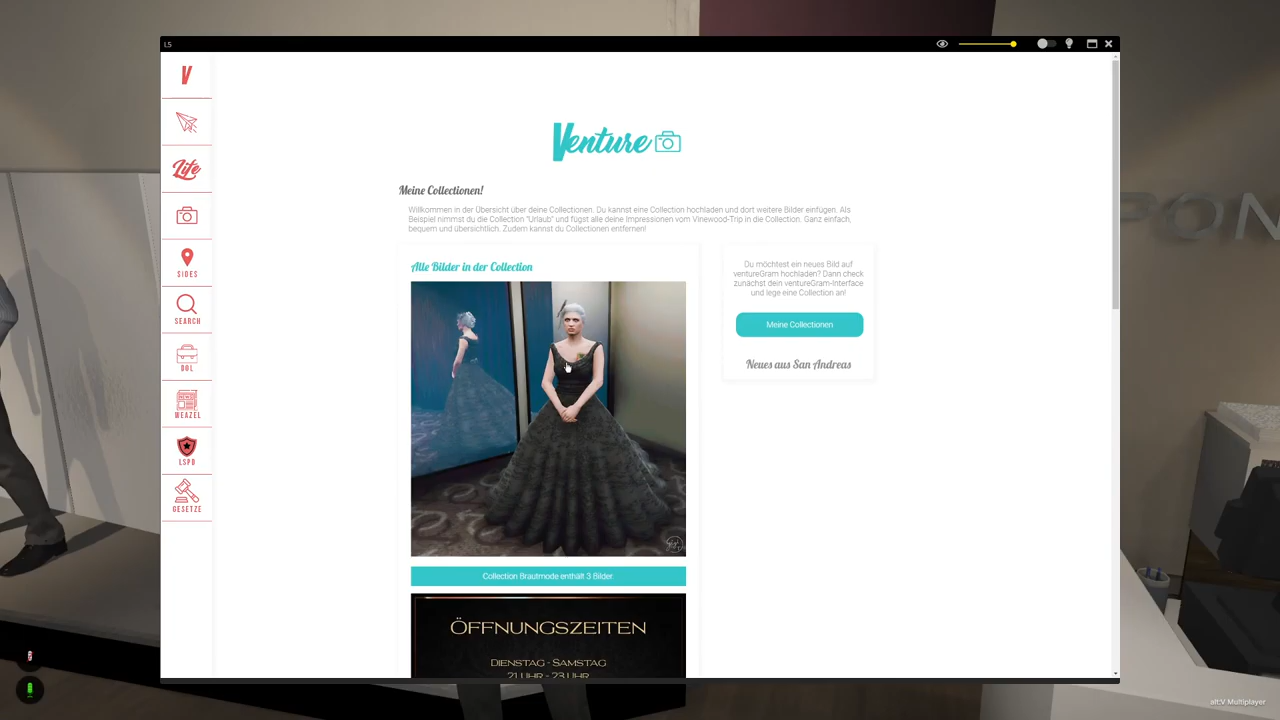 L5
V
Venture
Life
Meine Collectionen!
Willkommen in der Übersicht über deine Collectionen. Du kannst eine Collection hochladen und dort weitere Bilder einfügen. Als
Beispiel nimmst du die Collection "Urlaub" und fügst alle deine Impressionen vom Vinewood-Trip in die Collection. Ganz einfach,
bequem und übersichtlich. Zudem kannst du Collectionen entfernen!
SIDES
SEARCH
DOL
WEAZEL
LSPD
GESETZE
Alle Bilder in der Collection
Collection Brautmode enthält 3 Bilder.
ÖFFNUNGSZEITEN
DIENSTAG - SAMSTAG
21 UHR - 23 UHR
Du möchtest ein neues Bild auf
ventureGram hochladen? Dann check
zunächst dein ventureGram-Interface
und lege eine Collection an!
Meine Collectionen
Neues aus San Andreas
alt:V Multiplayer